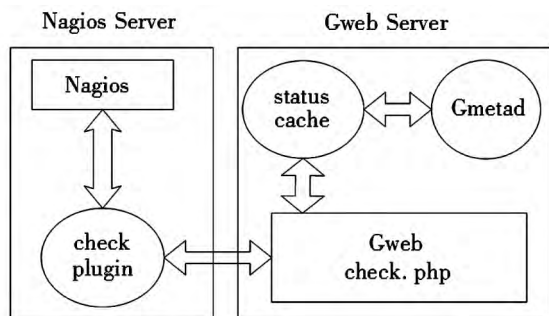 Nagios Server
Gweb Server
Nagios
status
cache
Gmetad
check
plugin
Gweb
check. php